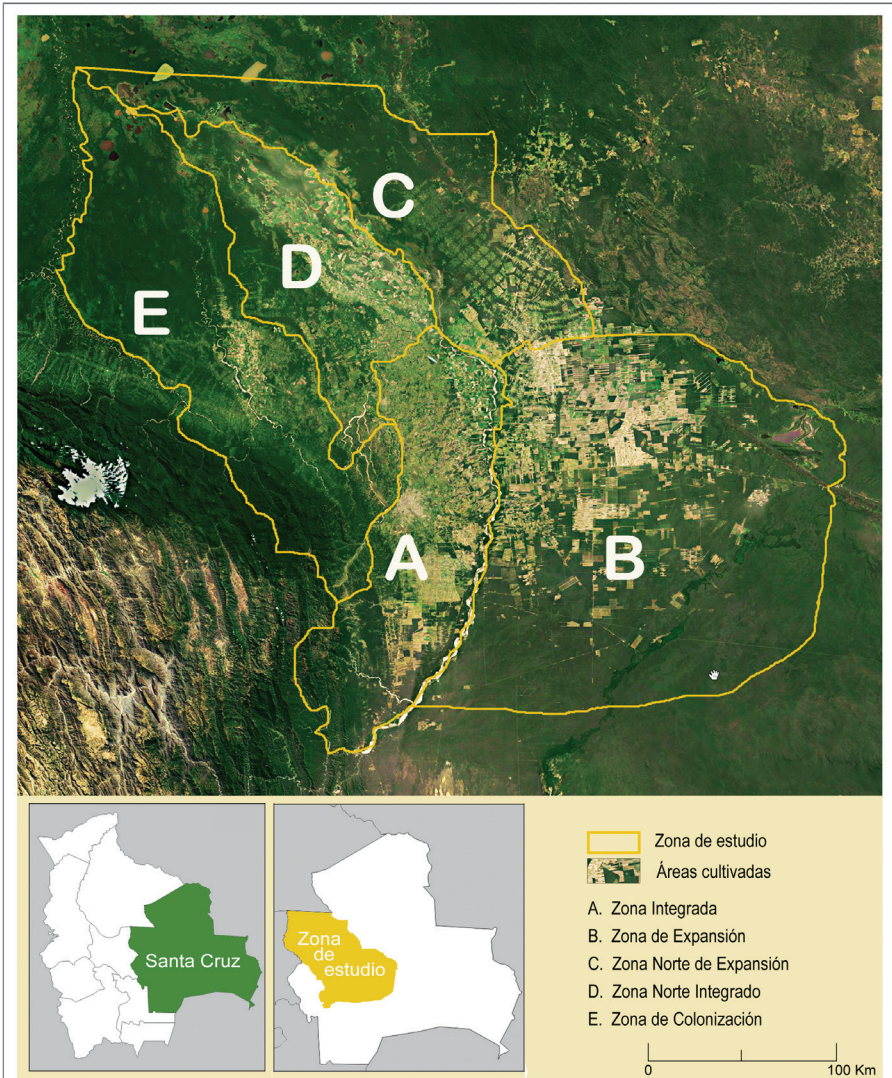 C
D
E
A
B
Santa Cruz
Zona
de
estudio
Zona de estudio
Áreas cultivadas
A. Zona Integrada
B. Zona de Expansión
C. Zona Norte de Expansión
D. Zona Norte Integrado
E. Zona de Colonización
0 100 Km